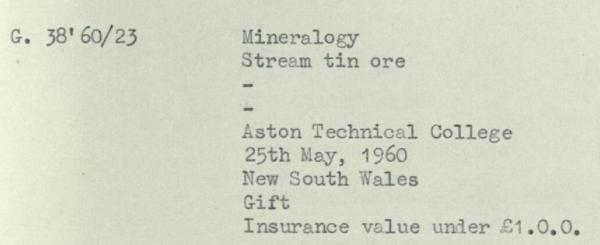 G. 38'60/23 Mineralogy
Stream tin ore
-
-
Aston Technical College
25th May, 1960
New South Wales
Gift
Insurance value under £1.0.0.